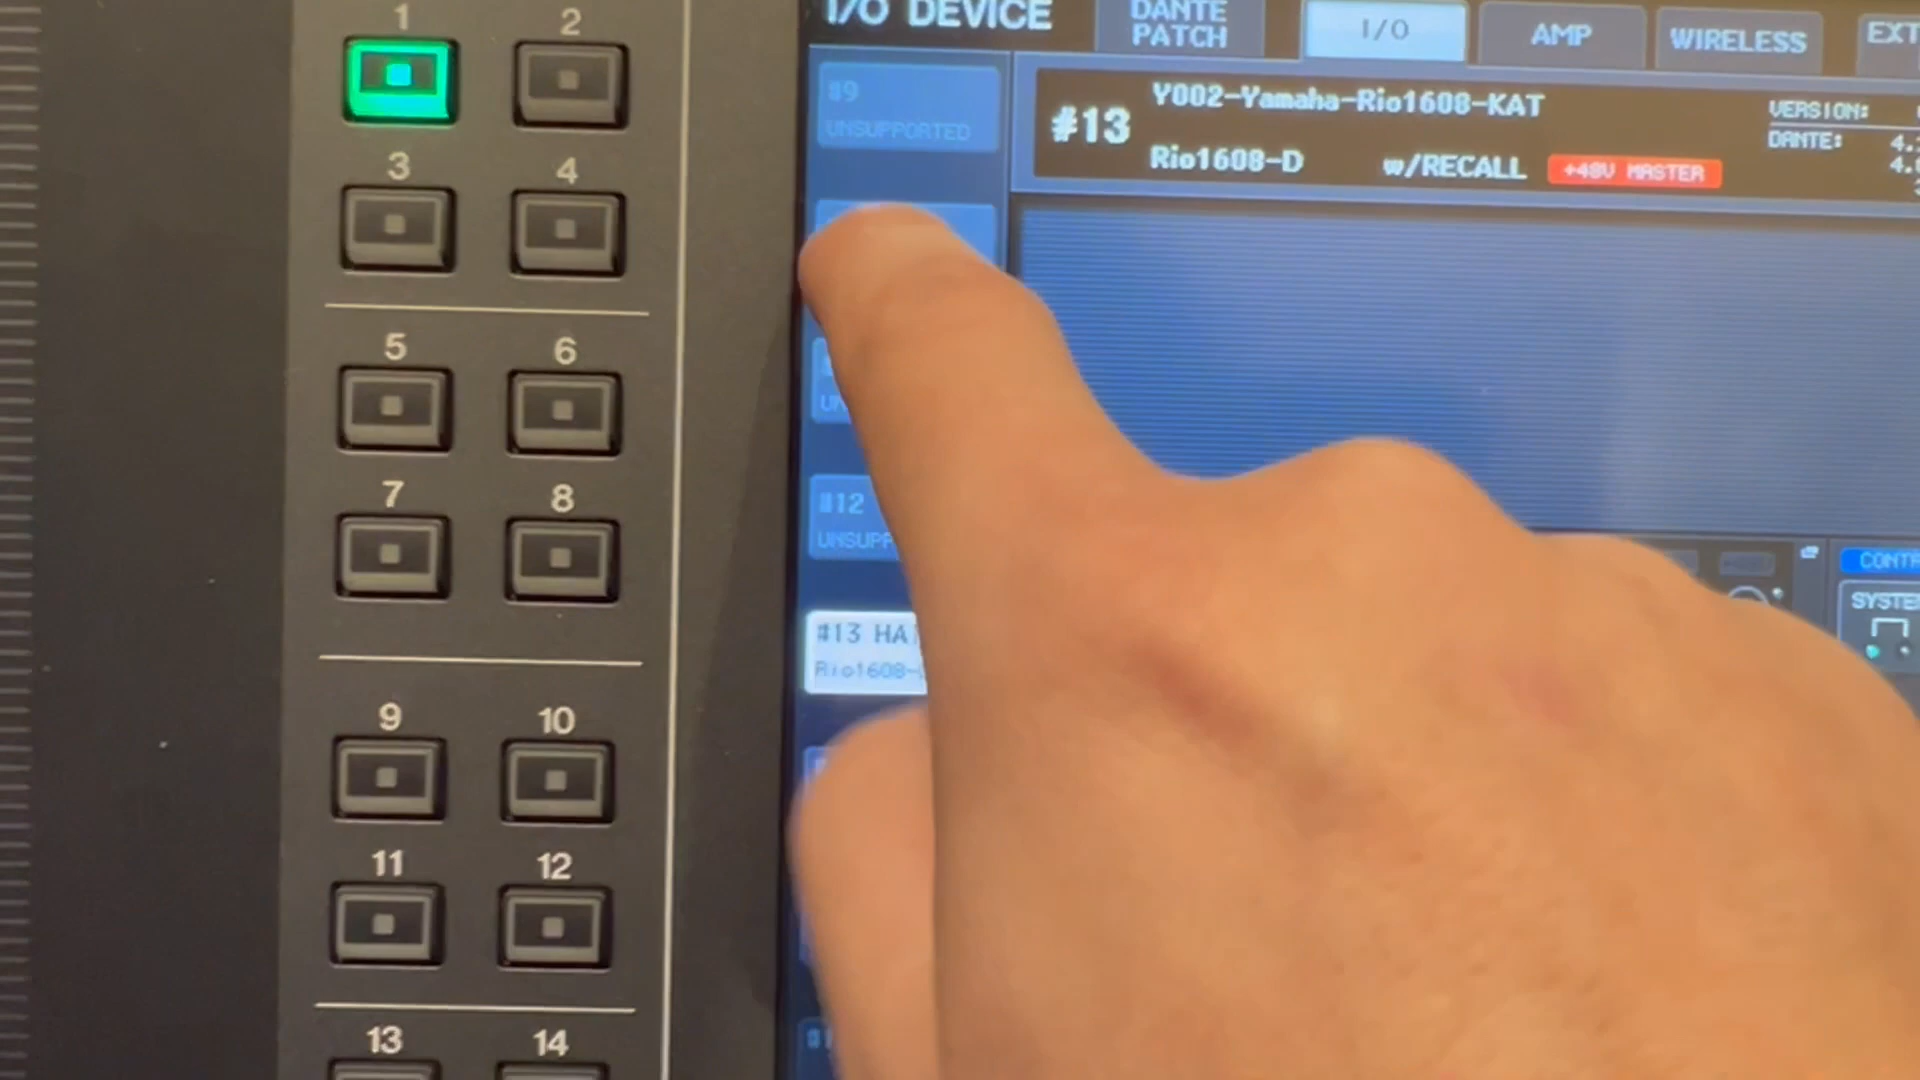 1 2
3 4
5 6
7 8
9 10
11 12
13 14
I/O DEVICE
DANTE
PATCH
I/O
AMP
WIRELESS
EXT
#9
UNSUPPORTED
#13
Y002-Yamaha-Rio1608-KAT
Rio1608-D
w/RECALL
+48V MASTER
VERSION:
DANTE:
4.
4.
UN
#12
UNSUPP
#13 HA
Rio1608-
CONTR
SYSTE